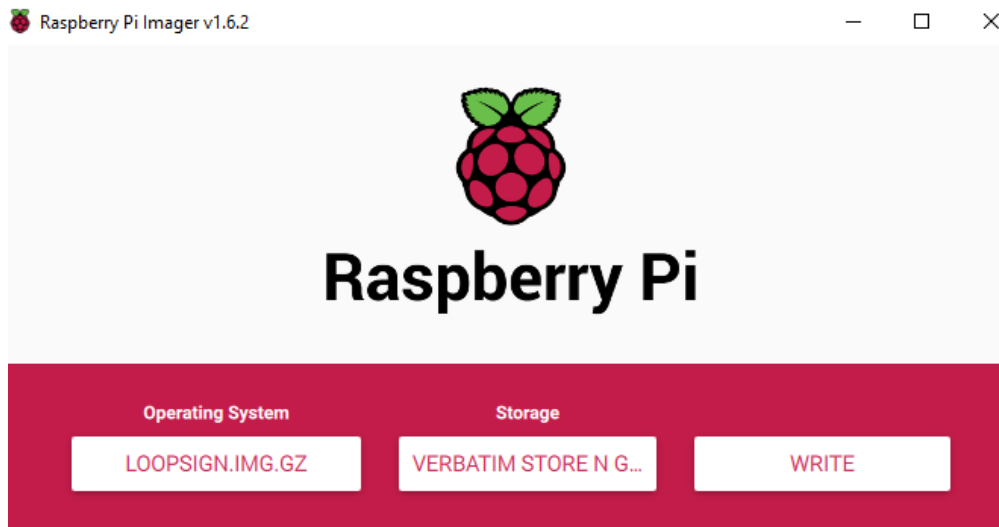 Raspberry Pi Imager v1.6.2
Raspberry Pi
Operating System
Storage
LOOPSIGN.IMG.GZ
VERBATIM STORE N G...
WRITE